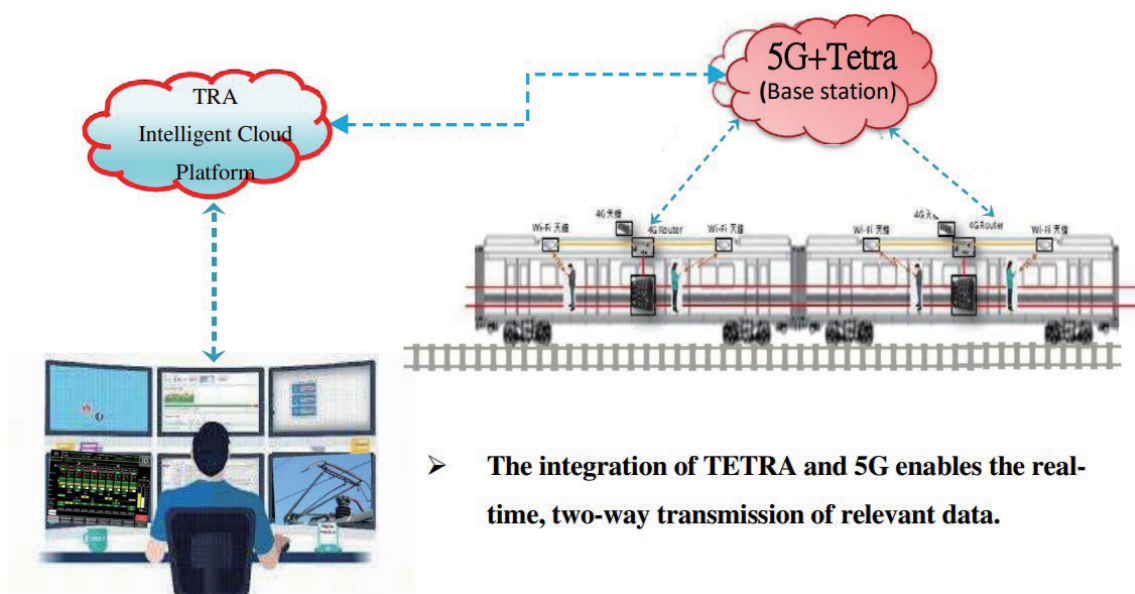 5G+Tetra
(Base station)
TRA
Intelligent Cloud
Platform
Wi-Fi 天線
4G 天線
4G Router
Wi-Fi 天線
Wi-Fi 天線
4G
4G Router
Wi-Fi 天線
➢ The integration of TETRA and 5G enables the real-
time, two-way transmission of relevant data.